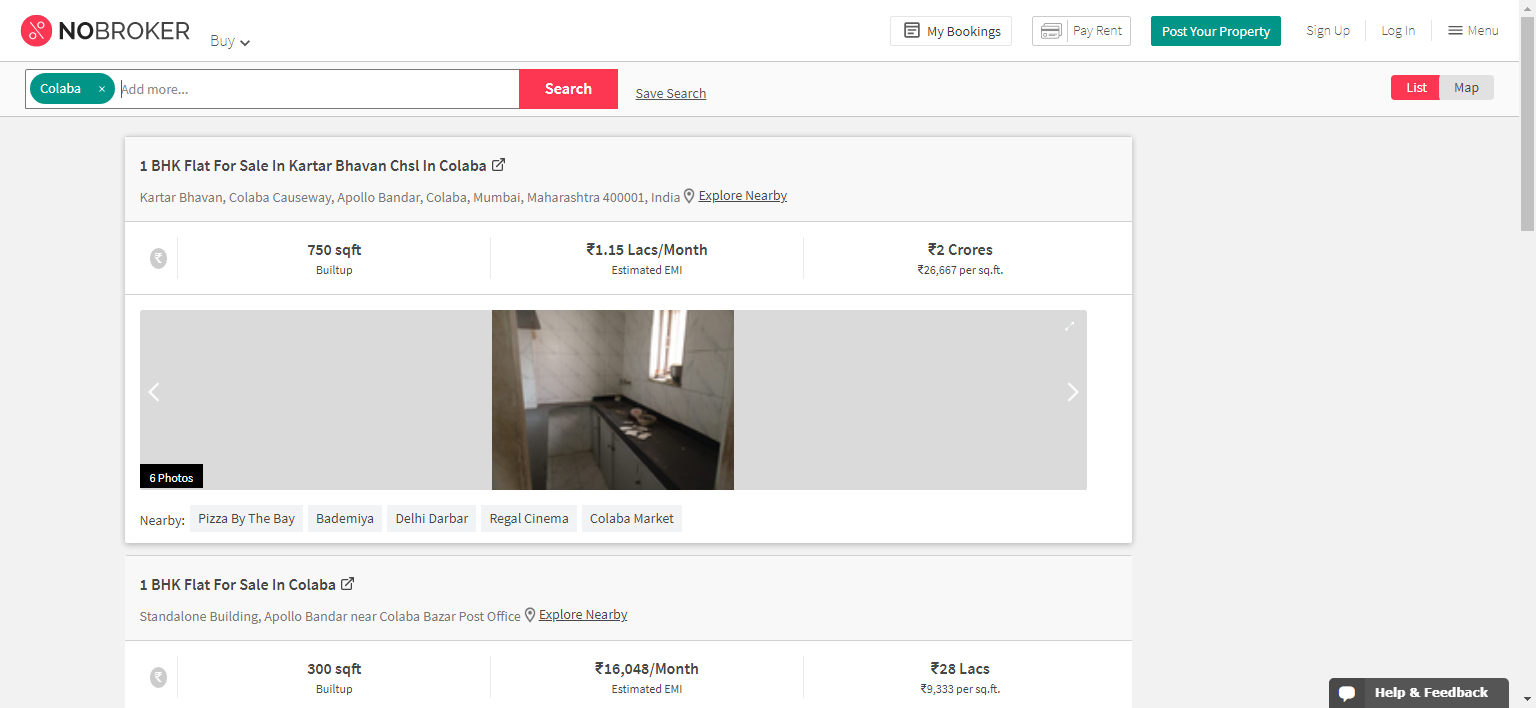 NOBROKER
Buy
My Bookings
Pay Rent
Post Your Property
Sign Up
Log In
Menu
Colaba ×
Add more...
Search
Save Search
List
Map
1 BHK Flat For Sale In Kartar Bhavan Chsl In Colaba
Kartar Bhavan, Colaba Causeway, Apollo Bandar, Colaba, Mumbai, Maharashtra 400001, India
Explore Nearby
₹
750 sqft
Builtup
₹1.15 Lacs/Month
Estimated EMI
₹2 Crores
₹26,667 per sq.ft.
6 Photos
Nearby:
Pizza By The Bay
Bademiya
Delhi Darbar
Regal Cinema
Colaba Market
1 BHK Flat For Sale In Colaba
Standalone Building, Apollo Bandar near Colaba Bazar Post Office
Explore Nearby
₹
300 sqft
Builtup
₹16,048/Month
Estimated EMI
₹28 Lacs
₹9,333 per sq.ft.
Help & Feedback